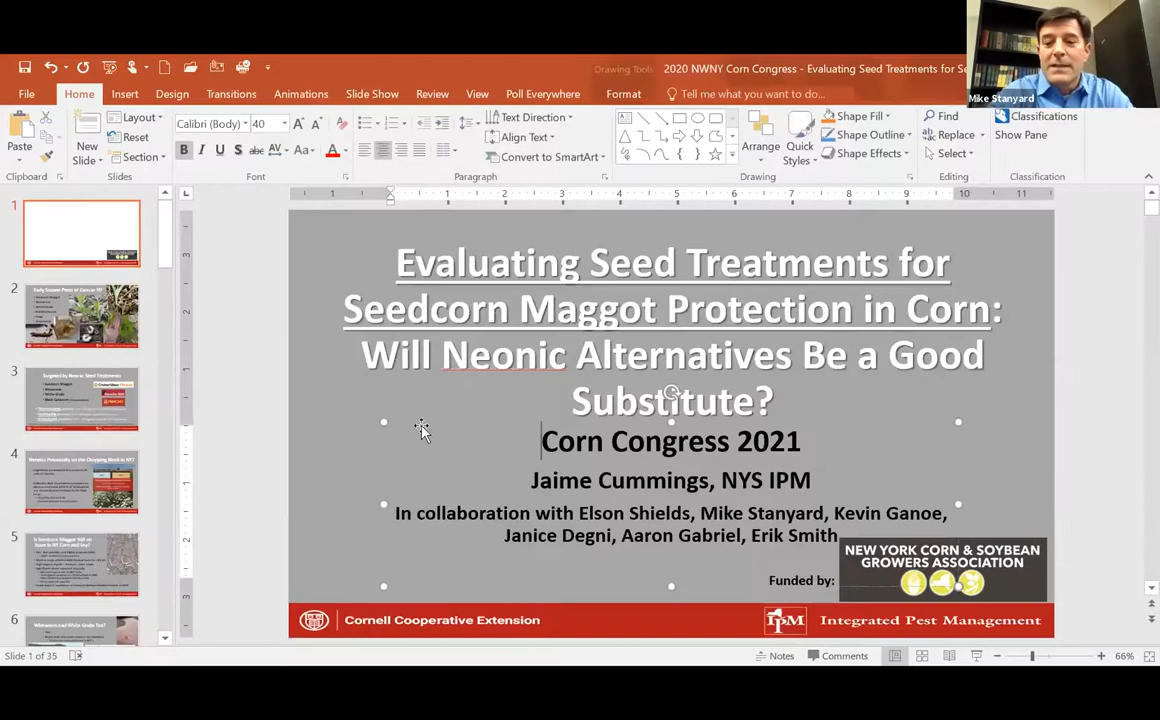 Mike Stanyard
Drawing Tools
2020 NWNY Corn Congress - Evaluating Seed Treatments for Se
File
Home
Insert
Design
Transitions
Animations
Slide Show
Review
View
Poll Everywhere
Format
Tell me what you want to do...
Paste
Clipboard
New
Slide
Layout
Reset
Section
Slides
Calibri (Body)
40
Font
Text Direction
Align Text
Convert to SmartArt
Paragraph
Arrange
Quick
Styles
Shape Fill
Shape Outline
Shape Effects
Drawing
Find
Replace
Select
Editing
Classifications
Show Pane
Classification
1
2
3
4
5
6
Evaluating Seed Treatments for
Seedcorn Maggot Protection in Corn:
Will Neonic Alternatives Be a Good
Substitute?
Corn Congress 2021
Jaime Cummings, NYS IPM
In collaboration with Elson Shields, Mike Stanyard, Kevin Ganoe,
Janice Degni, Aaron Gabriel, Erik Smith
Funded by:
NEW YORK CORN & SOYBEAN
GROWERS ASSOCIATION
Cornell Cooperative Extension
IPM
Integrated Pest Management
Slide 1 of 35
Notes
Comments
66%